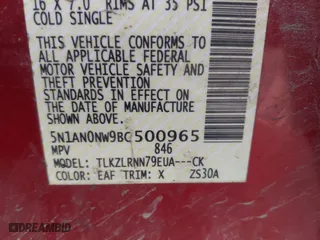 16 X 7.0 RIMS AT 35 PSI
COLD SINGLE
THIS VEHICLE CONFORMS TO
ALL APPLICABLE FEDERAL
MOTOR VEHICLE SAFETY AND
THEFT PREVENTION STANDARDS
IN EFFECT ON THE DATE OF
MANUFACTURE SHOWN ABOVE.
5N1AN0NW9BC500965
MPV 846
MODEL: TLKZLRNN79EUA---CK
COLOR: EAF TRIM: X ZS30A
DREAMBID